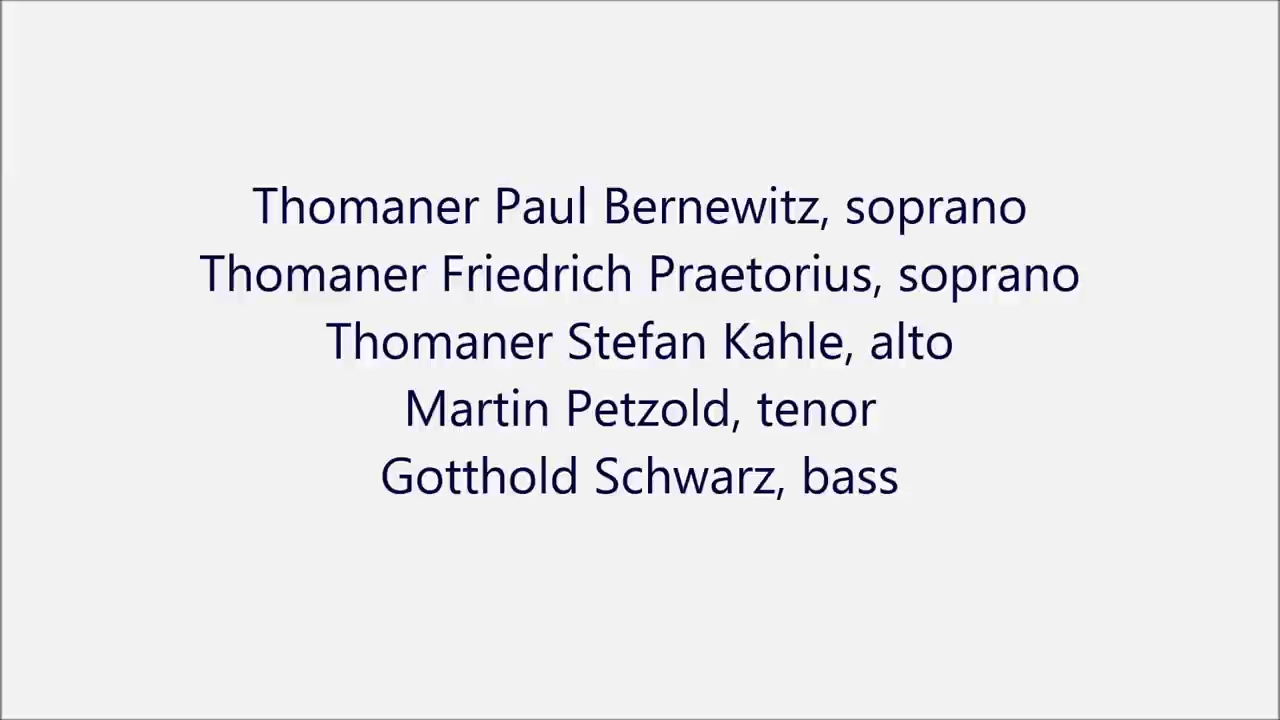 Thomaner Paul Bernewitz, soprano
Thomaner Friedrich Praetorius, soprano
Thomaner Stefan Kahle, alto
Martin Petzold, tenor
Gotthold Schwarz, bass